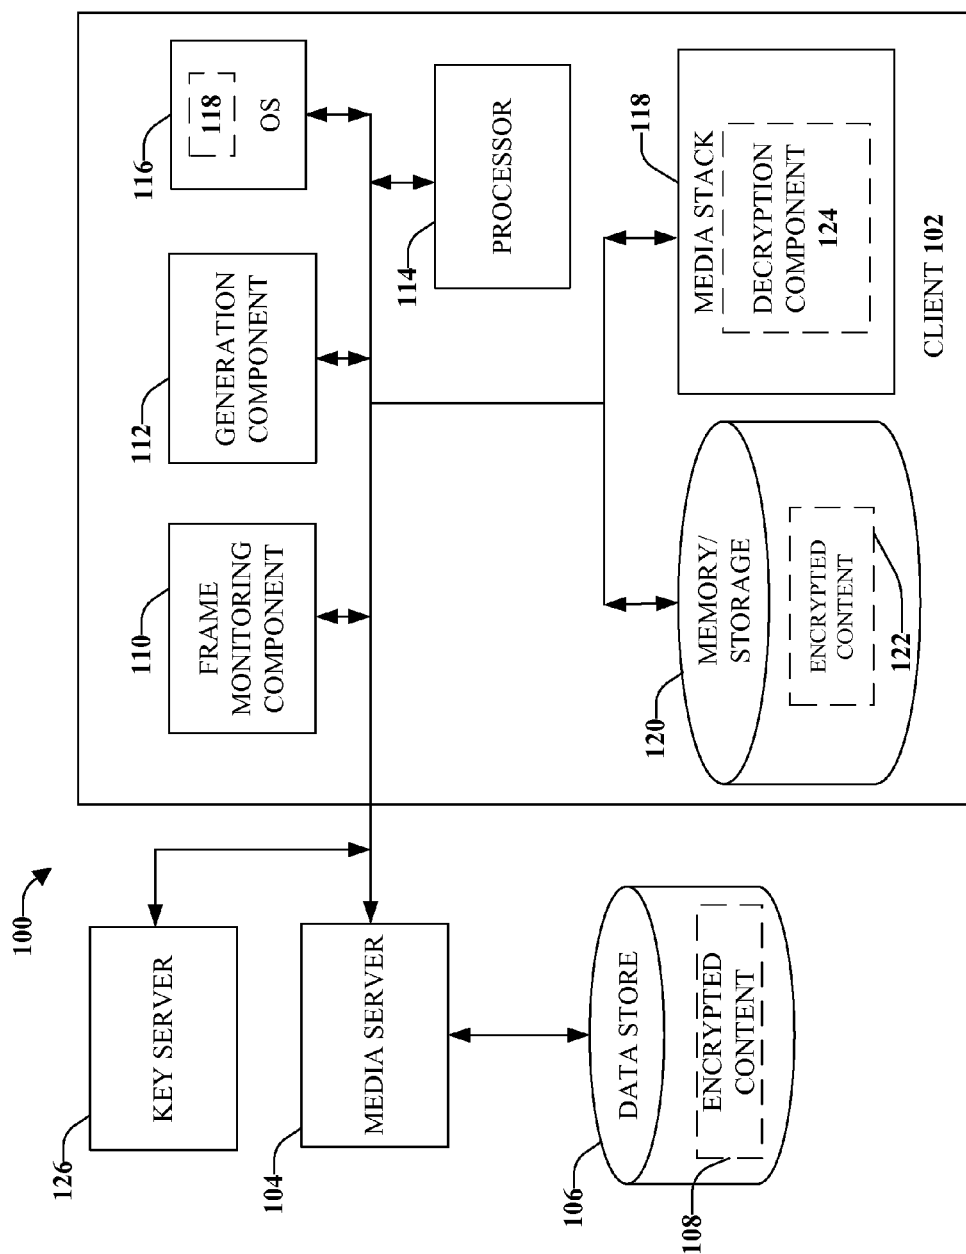 100
126
KEY SERVER
104
MEDIA SERVER
106
DATA STORE
108
ENCRYPTED
CONTENT
110
FRAME
MONITORING
COMPONENT
112
GENERATION
COMPONENT
116
118
OS
114
PROCESSOR
120
MEMORY/
STORAGE
ENCRYPTED
CONTENT
122
118
MEDIA STACK
DECRYPTION
COMPONENT
124
CLIENT 102